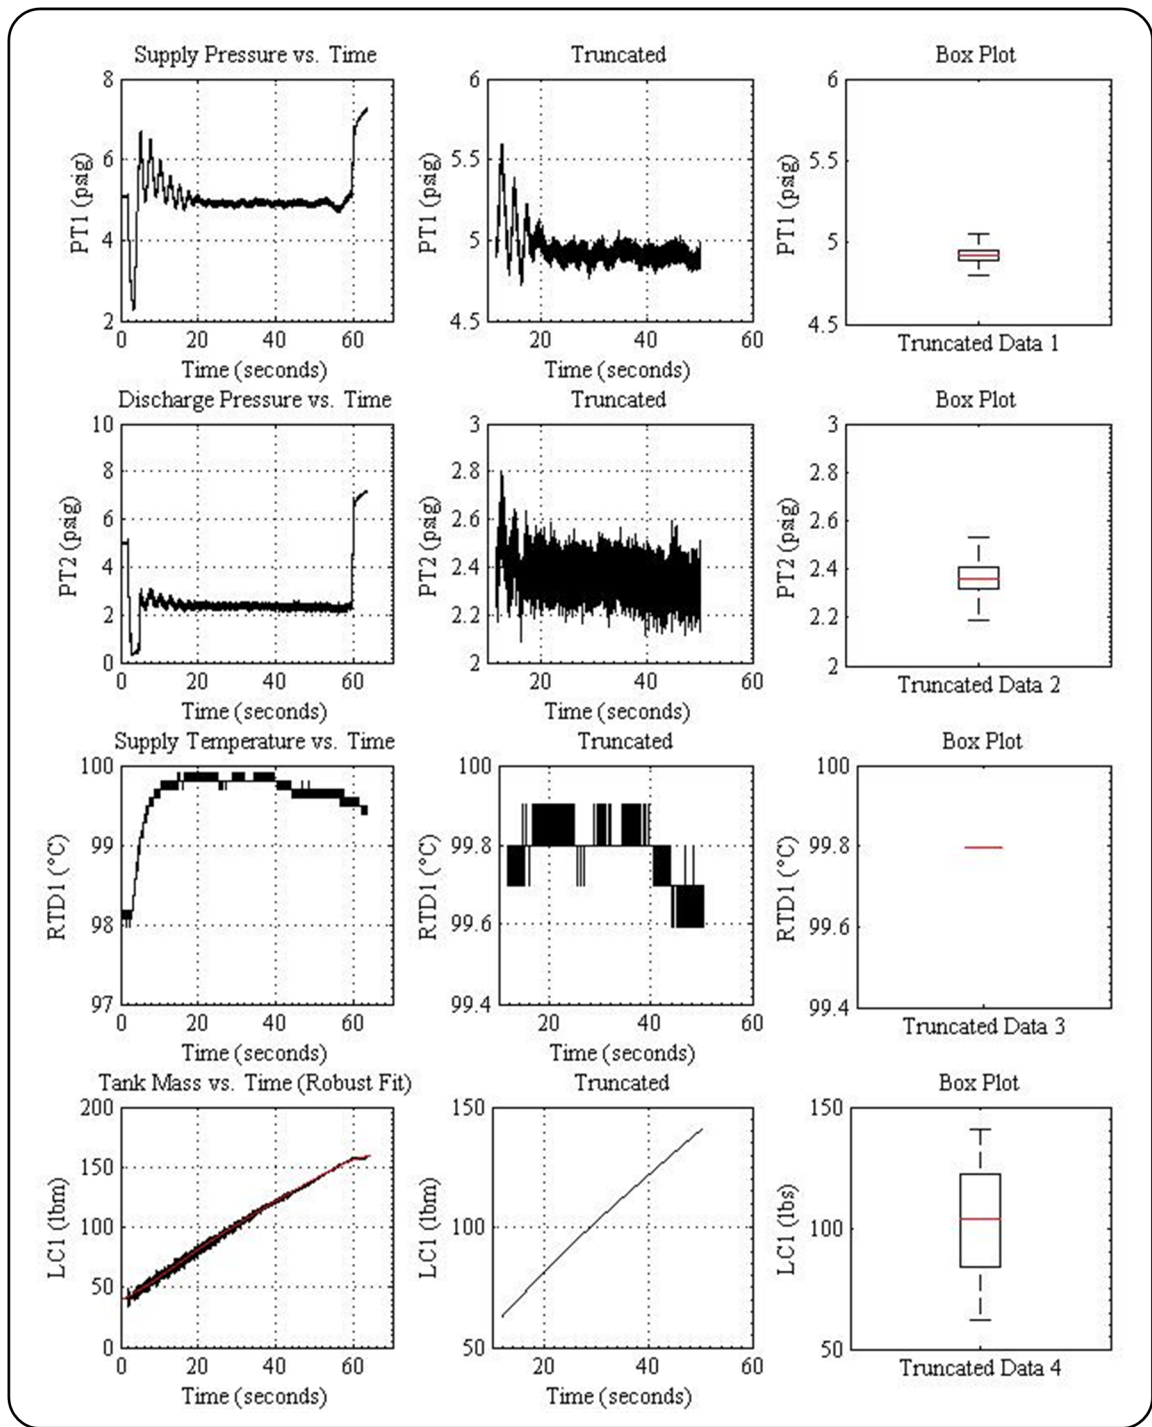 Supply Pressure vs. Time
Truncated
Box Plot
8
6
4
2
PT1 (psig)
0
20
40
60
Time (seconds)
6
5.5
5
4.5
PT1 (psig)
20
40
60
Time (seconds)
6
5.5
5
4.5
PT1 (psig)
Truncated Data 1
Discharge Pressure vs. Time
Truncated
Box Plot
10
8
6
4
2
0
PT2 (psig)
0
20
40
60
Time (seconds)
3
2.8
2.6
2.4
2.2
2
PT2 (psig)
20
40
60
Time (seconds)
3
2.8
2.6
2.4
2.2
2
PT2 (psig)
Truncated Data 2
Supply Temperature vs. Time
Truncated
Box Plot
100
99
98
97
RTD1 (°C)
0
20
40
60
Time (seconds)
100
99.8
99.6
99.4
RTD1 (°C)
20
40
60
Time (seconds)
100
99.8
99.6
99.4
RTD1 (°C)
Truncated Data 3
Tank Mass vs. Time (Robust Fit)
Truncated
Box Plot
200
150
100
50
0
LC1 (lbm)
0
20
40
60
Time (seconds)
150
100
50
LC1 (lbm)
20
40
60
Time (seconds)
150
100
50
LC1 (lbs)
Truncated Data 4